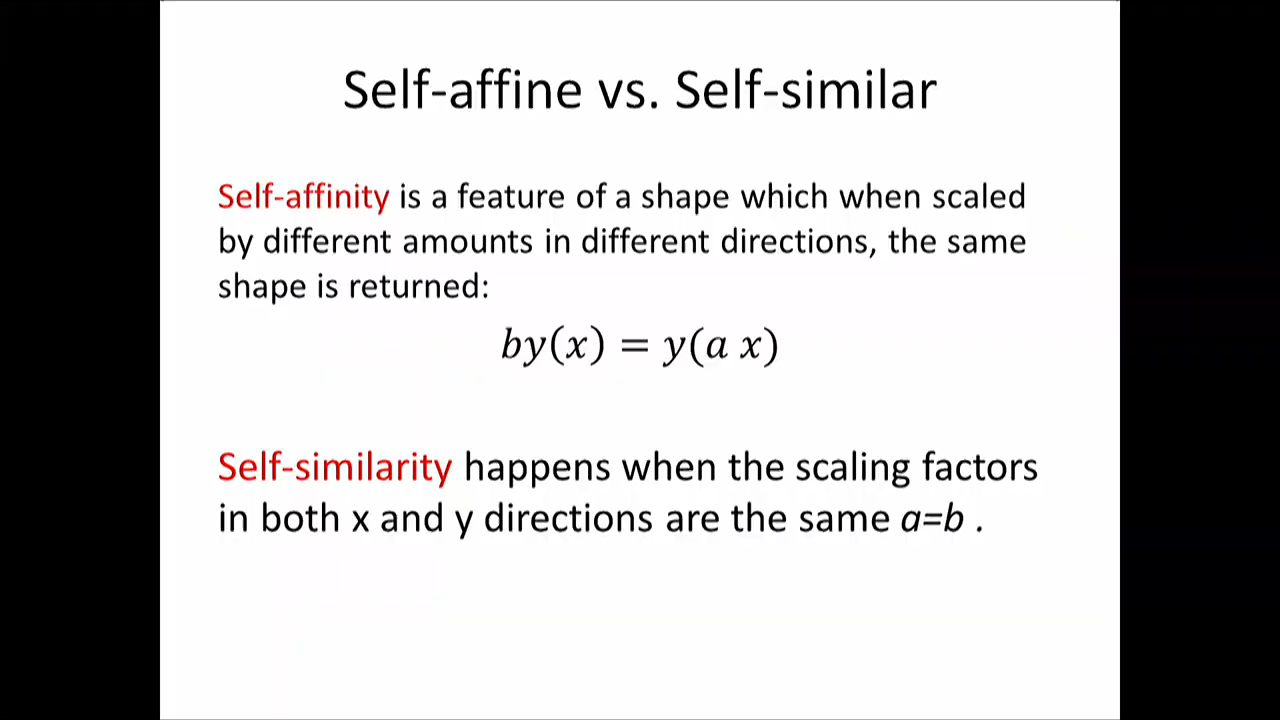 Self-affine vs. Self-similar
Self-affinity is a feature of a shape which when scaled
by different amounts in different directions, the same
shape is returned:
by(x) = y(a x)
Self-similarity happens when the scaling factors
in both x and y directions are the same a=b .